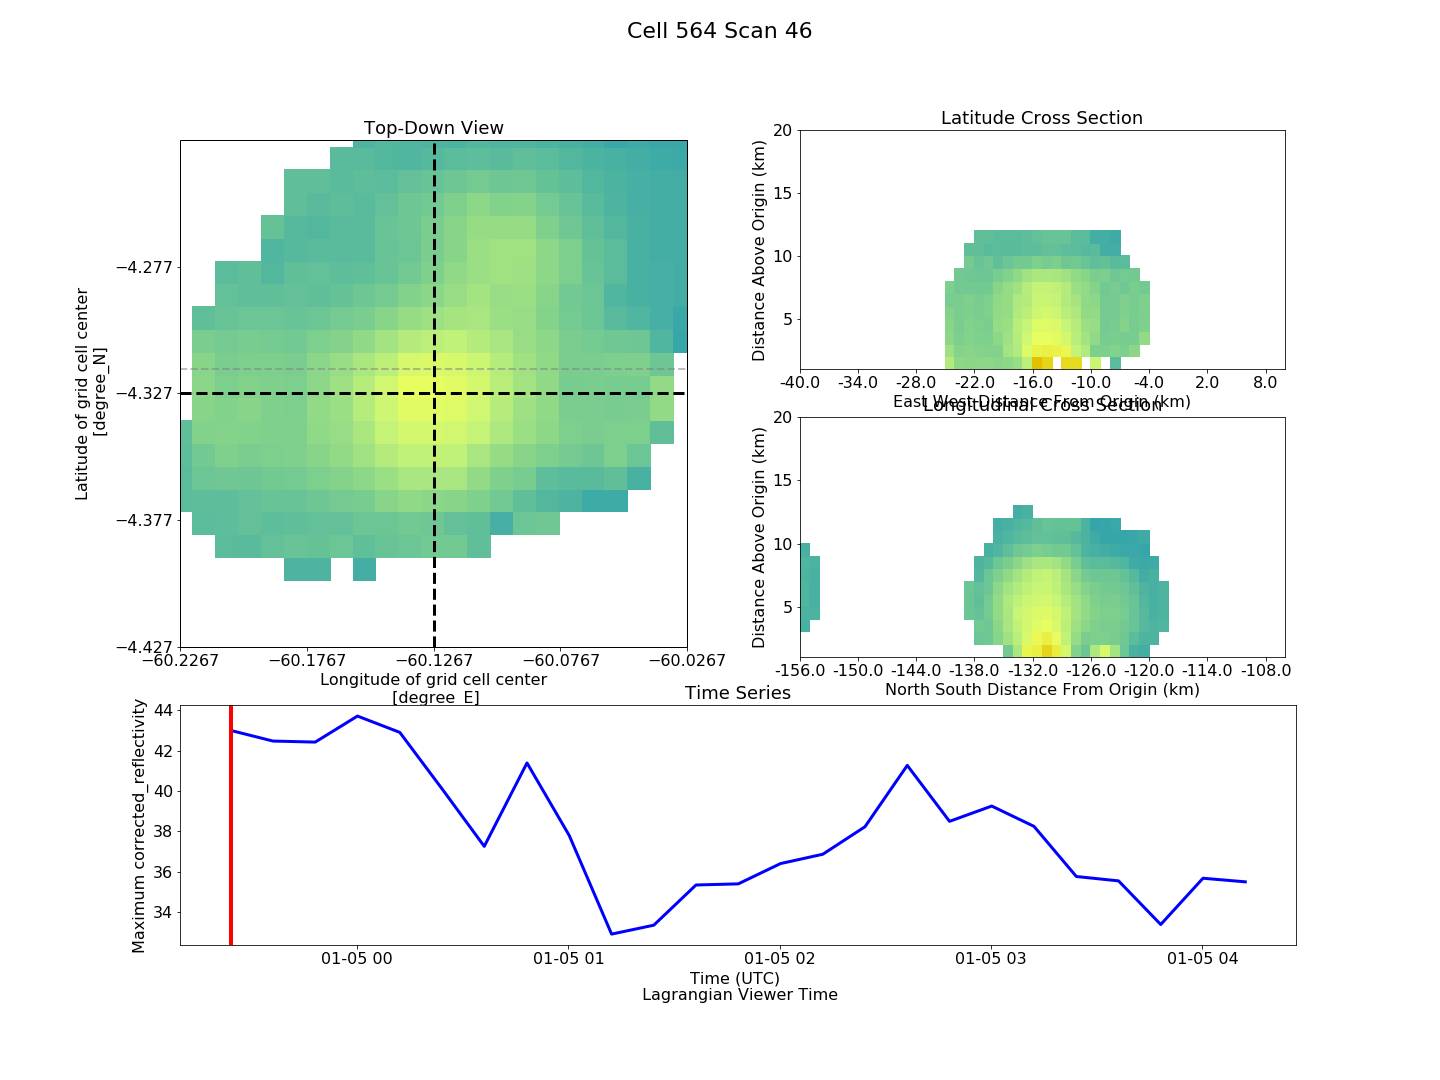 Cell 564 Scan 46
Top-Down View
Latitude of grid cell center
[degree_N]
−4.277
−4.327
−4.377
−4.427
−60.2267
−60.1767
−60.1267
−60.0767
−60.0267
Longitude of grid cell center
[degree_E]
Latitude Cross Section
Distance Above Origin (km)
20
15
10
5
-40.0
-34.0
-28.0
-22.0
-16.0
-10.0
-4.0
2.0
8.0
East West Distance From Origin (km)
Longitudinal Cross Section
Distance Above Origin (km)
20
15
10
5
-156.0
-150.0
-144.0
-138.0
-132.0
-126.0
-120.0
-114.0
-108.0
North South Distance From Origin (km)
Time Series
Maximum corrected_reflectivity
44
42
40
38
36
34
01-05 00
01-05 01
01-05 02
01-05 03
01-05 04
Time (UTC)
Lagrangian Viewer Time